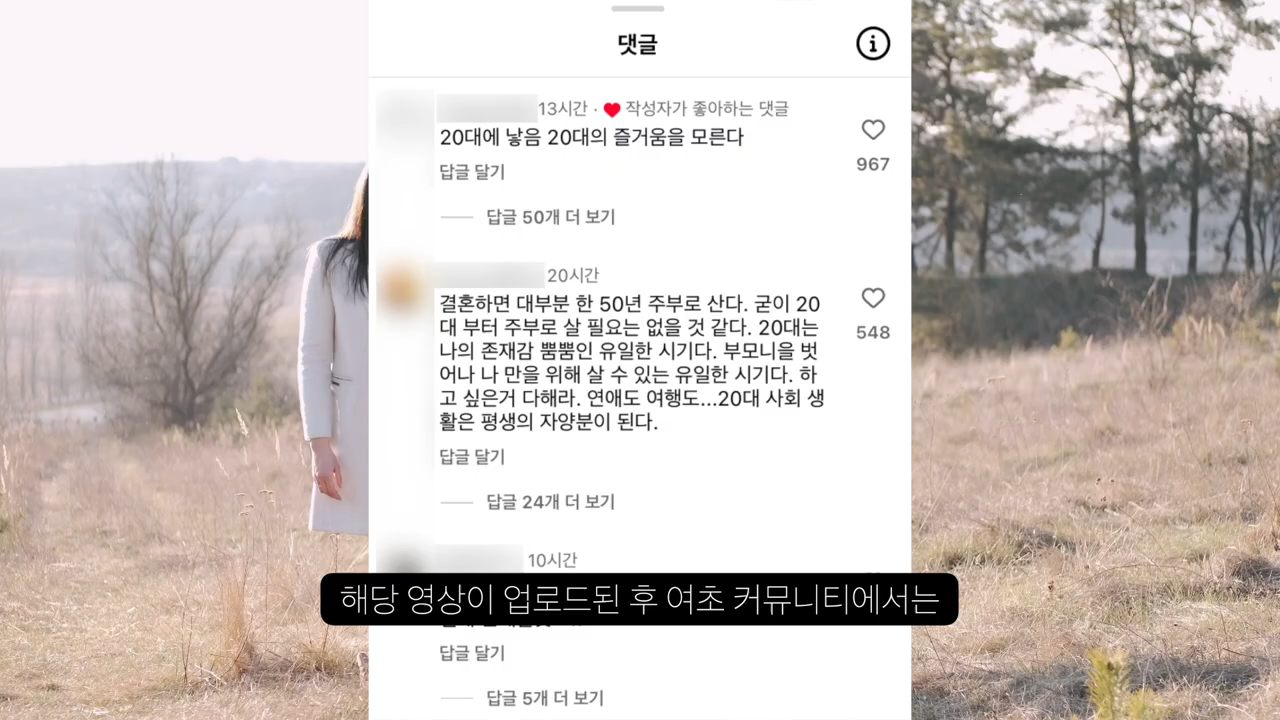 댓글
13시간 · ♥ 작성자가 좋아하는 댓글
20대에 낳음 20대의 즐거움을 모른다
967
답글 달기
답글 50개 더 보기
20시간
결혼하면 대부분 한 50년 주부로 산다. 굳이 20
대 부터 주부로 살 필요는 없을 것 같다. 20대는
나의 존재감 뿜뿜인 유일한 시기다. 부모니을 벗
어나 나 만을 위해 살 수 있는 유일한 시기다. 하
고 싶은거 다해라. 연애도 여행도...20대 사회 생
활은 평생의 자양분이 된다.
548
답글 달기
답글 24개 더 보기
10시간
해당 영상이 업로드된 후 여초 커뮤니티에서는
답글 달기
답글 5개 더 보기